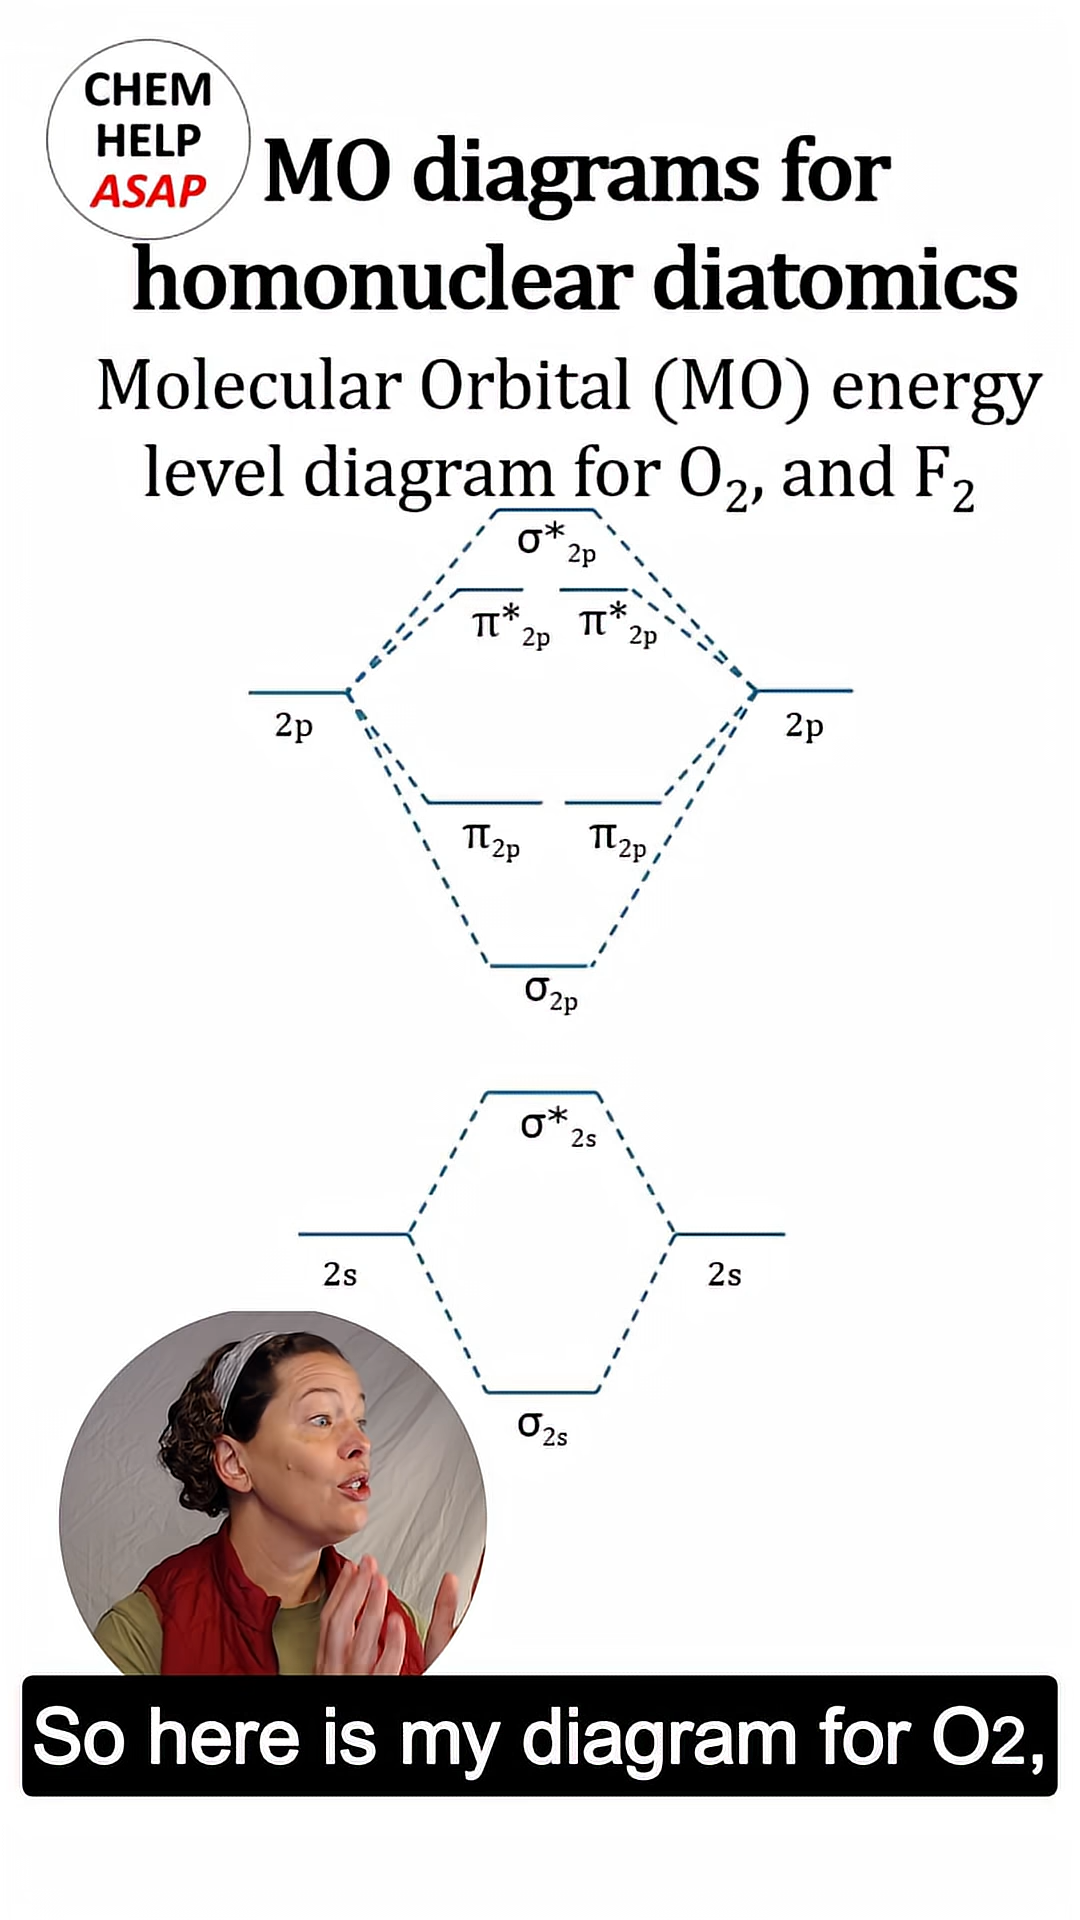 CHEM
HELP
ASAP
MO diagrams for
homonuclear diatomics
Molecular Orbital (MO) energy
level diagram for O₂, and F₂
σ*₂ₚ
π*₂ₚ π*₂ₚ
2p 2p
π₂ₚ π₂ₚ
σ₂ₚ
σ*₂ₛ
2s 2s
σ₂ₛ
So here is my diagram for O2,